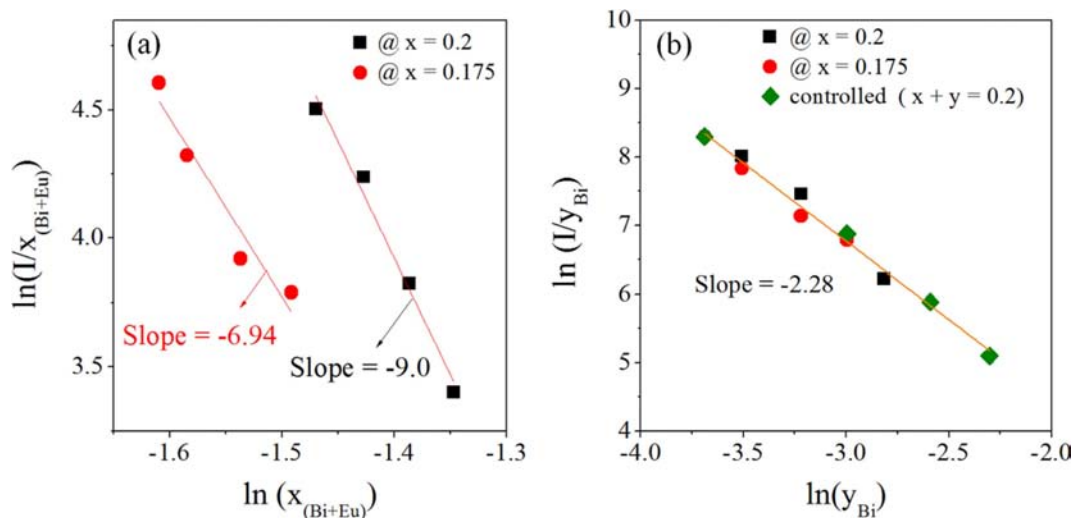 (a)
@ x = 0.2
@ x = 0.175
4.5
4.0
3.5
ln(I/x(Bi+Eu))
Slope = -6.94
Slope = -9.0
-1.6
-1.5
-1.4
-1.3
ln (x(Bi+Eu))
(b)
@ x = 0.2
@ x = 0.175
controlled ( x + y = 0.2)
10
9
8
7
6
5
4
ln (I/yBi)
Slope = -2.28
-4.0
-3.5
-3.0
-2.5
-2.0
ln(yBi)